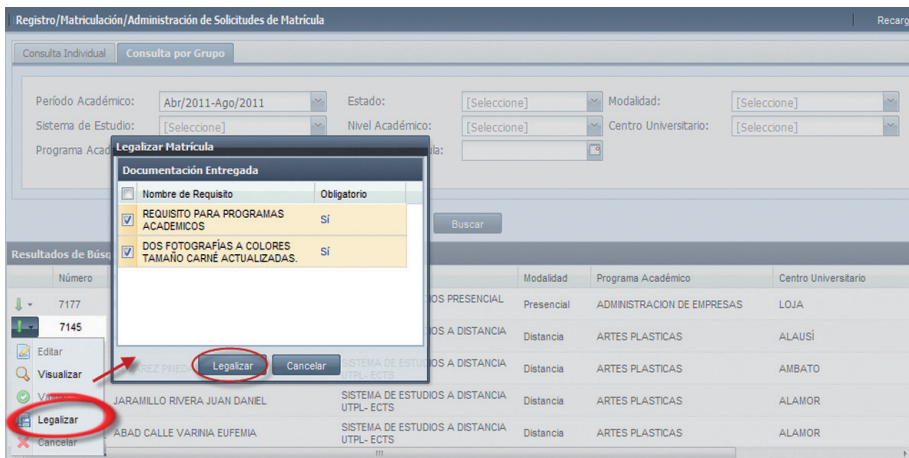 Registro/Matriculación/Administración de Solicitudes de Matrícula
Recarg
Consulta Individual
Consulta por Grupo
Período Académico:
Abr/2011-Ago/2011
Estado:
[Seleccione]
Modalidad:
[Seleccione]
Sistema de Estudio:
[Seleccione]
Nivel Académico:
[Seleccione]
Centro Universitario:
[Seleccione]
Programa Acad
ula:
Legalizar Matrícula
Documentación Entregada
Nombre de Requisito
Obligatorio
REQUISITO PARA PROGRAMAS
ACADEMICOS
Sí
DOS FOTOGRAFÍAS A COLORES
TAMAÑO CARNÉ ACTUALIZADAS.
Sí
Legalizar
Cancelar
Buscar
Resultados de Búsq
Número
Modalidad
Programa Académico
Centro Universitario
7177
IOS PRESENCIAL
Presencial
ADMINISTRACION DE EMPRESAS
LOJA
7145
IOS A DISTANCIA
Distancia
ARTES PLASTICAS
ALAUSÍ
SISTEMA DE ESTUDIOS A DISTANCIA
UTPL- ECTS
Distancia
ARTES PLASTICAS
AMBATO
JARAMILLO RIVERA JUAN DANIEL
SISTEMA DE ESTUDIOS A DISTANCIA
UTPL- ECTS
Distancia
ARTES PLASTICAS
ALAMOR
ABAD CALLE VARINIA EUFEMIA
SISTEMA DE ESTUDIOS A DISTANCIA
UTPL- ECTS
Distancia
ARTES PLASTICAS
ALAMOR
Editar
Visualizar
Legalizar
Cancelar